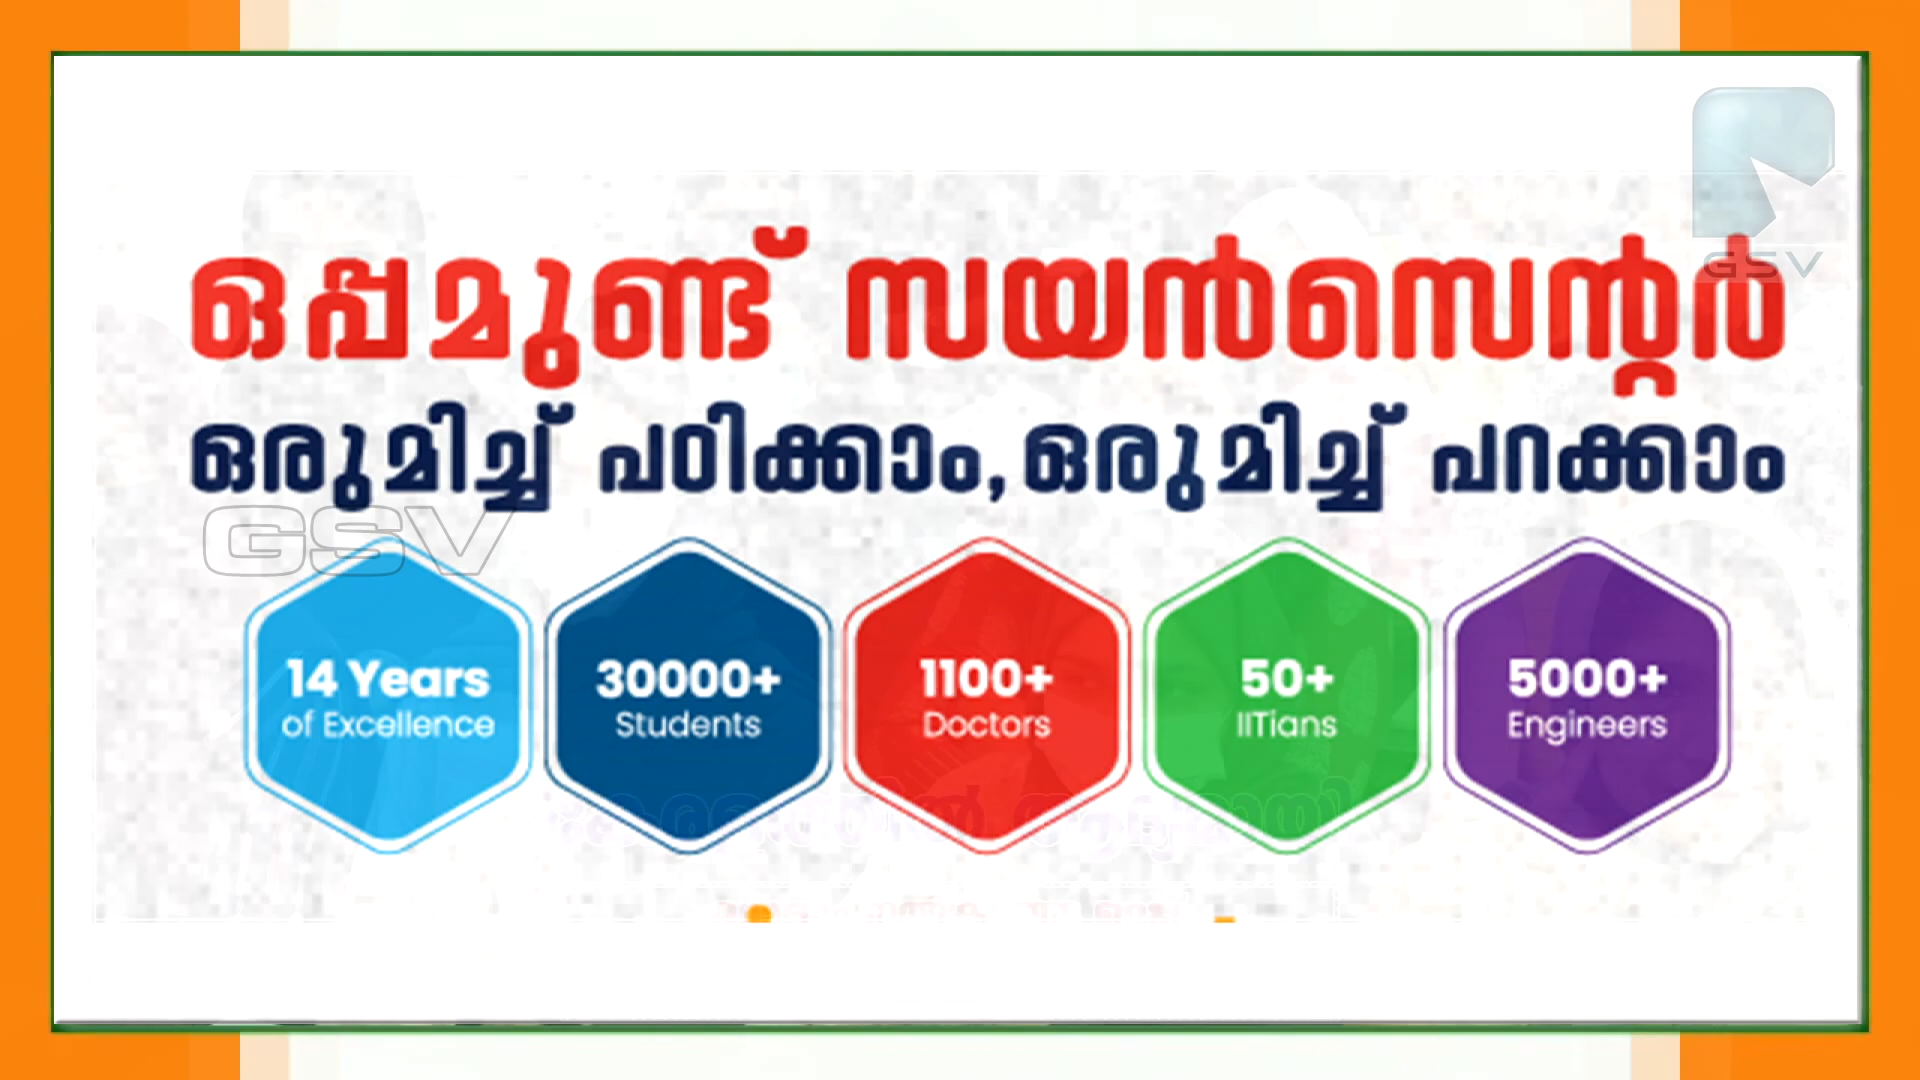 GSV
ഒപ്പമുണ്ട് സയൻസെന്റർ
ഒരുമിച്ച് പഠിക്കാം, ഒരുമിച്ച് പറക്കാം
GSV
14 Years
of Excellence
30000+
Students
1100+
Doctors
50+
IITians
5000+
Engineers